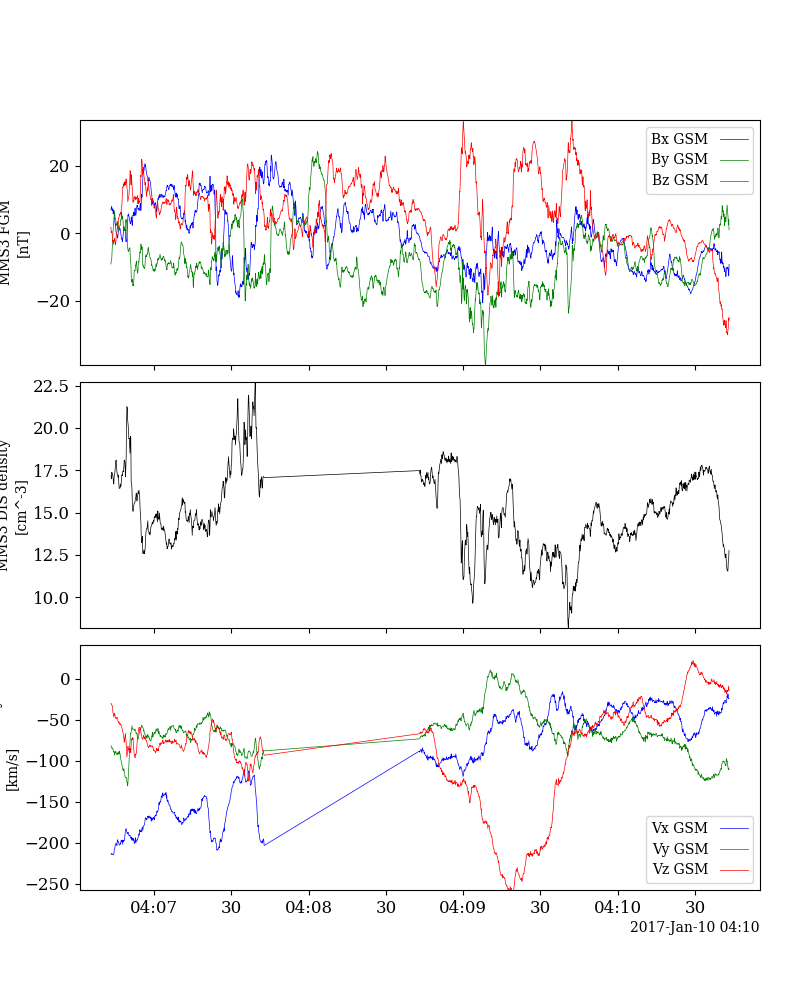 Bx GSM
By GSM
Bz GSM
20
0
−20
MMS3 FGM
[nT]
22.5
20.0
17.5
15.0
12.5
10.0
MMS3 DIS density
[cm^-3]
0
−50
−100
−150
−200
−250
[km/s]
Vx GSM
Vy GSM
Vz GSM
04:07
30
04:08
30
04:09
30
04:10
30
2017-Jan-10 04:10